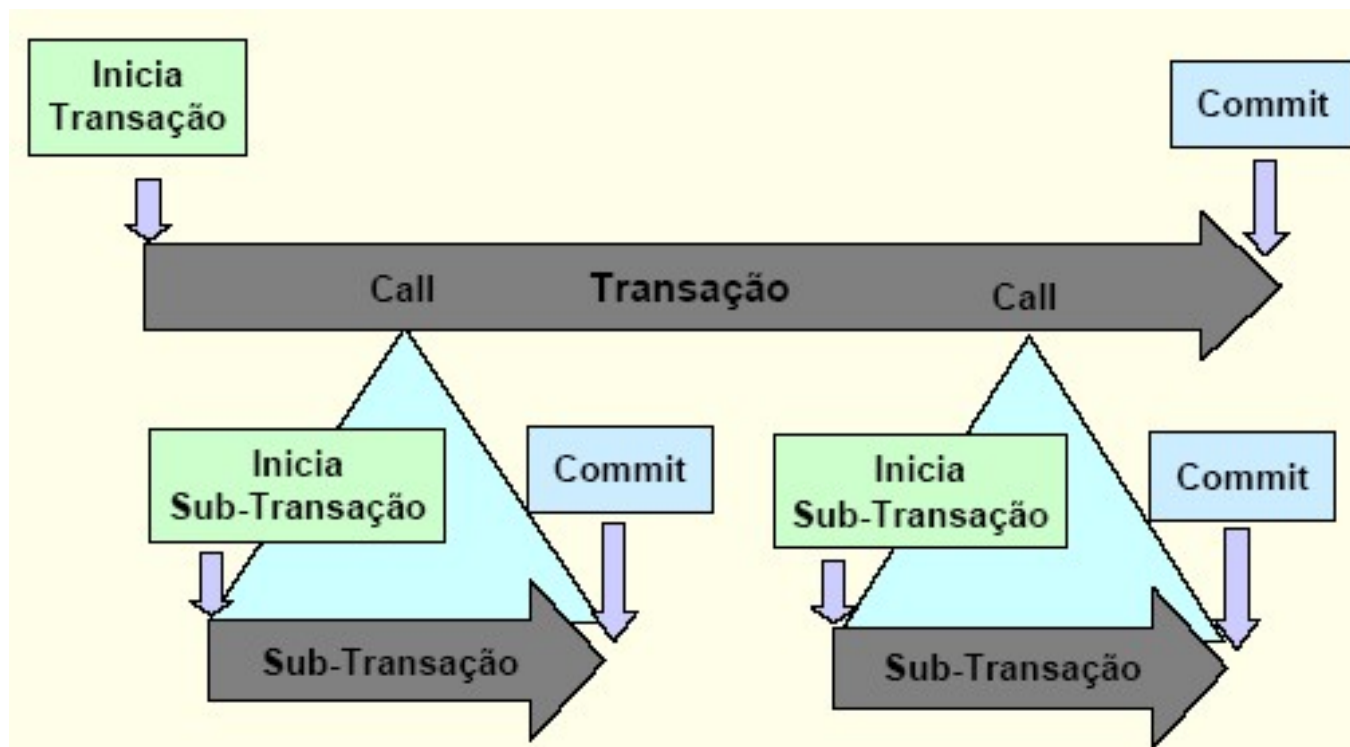 Inicia
Transação
Commit
Call
Transação
Call
Inicia
Sub-Transação
Commit
Inicia
Sub-Transação
Commit
Sub-Transação
Sub-Transação